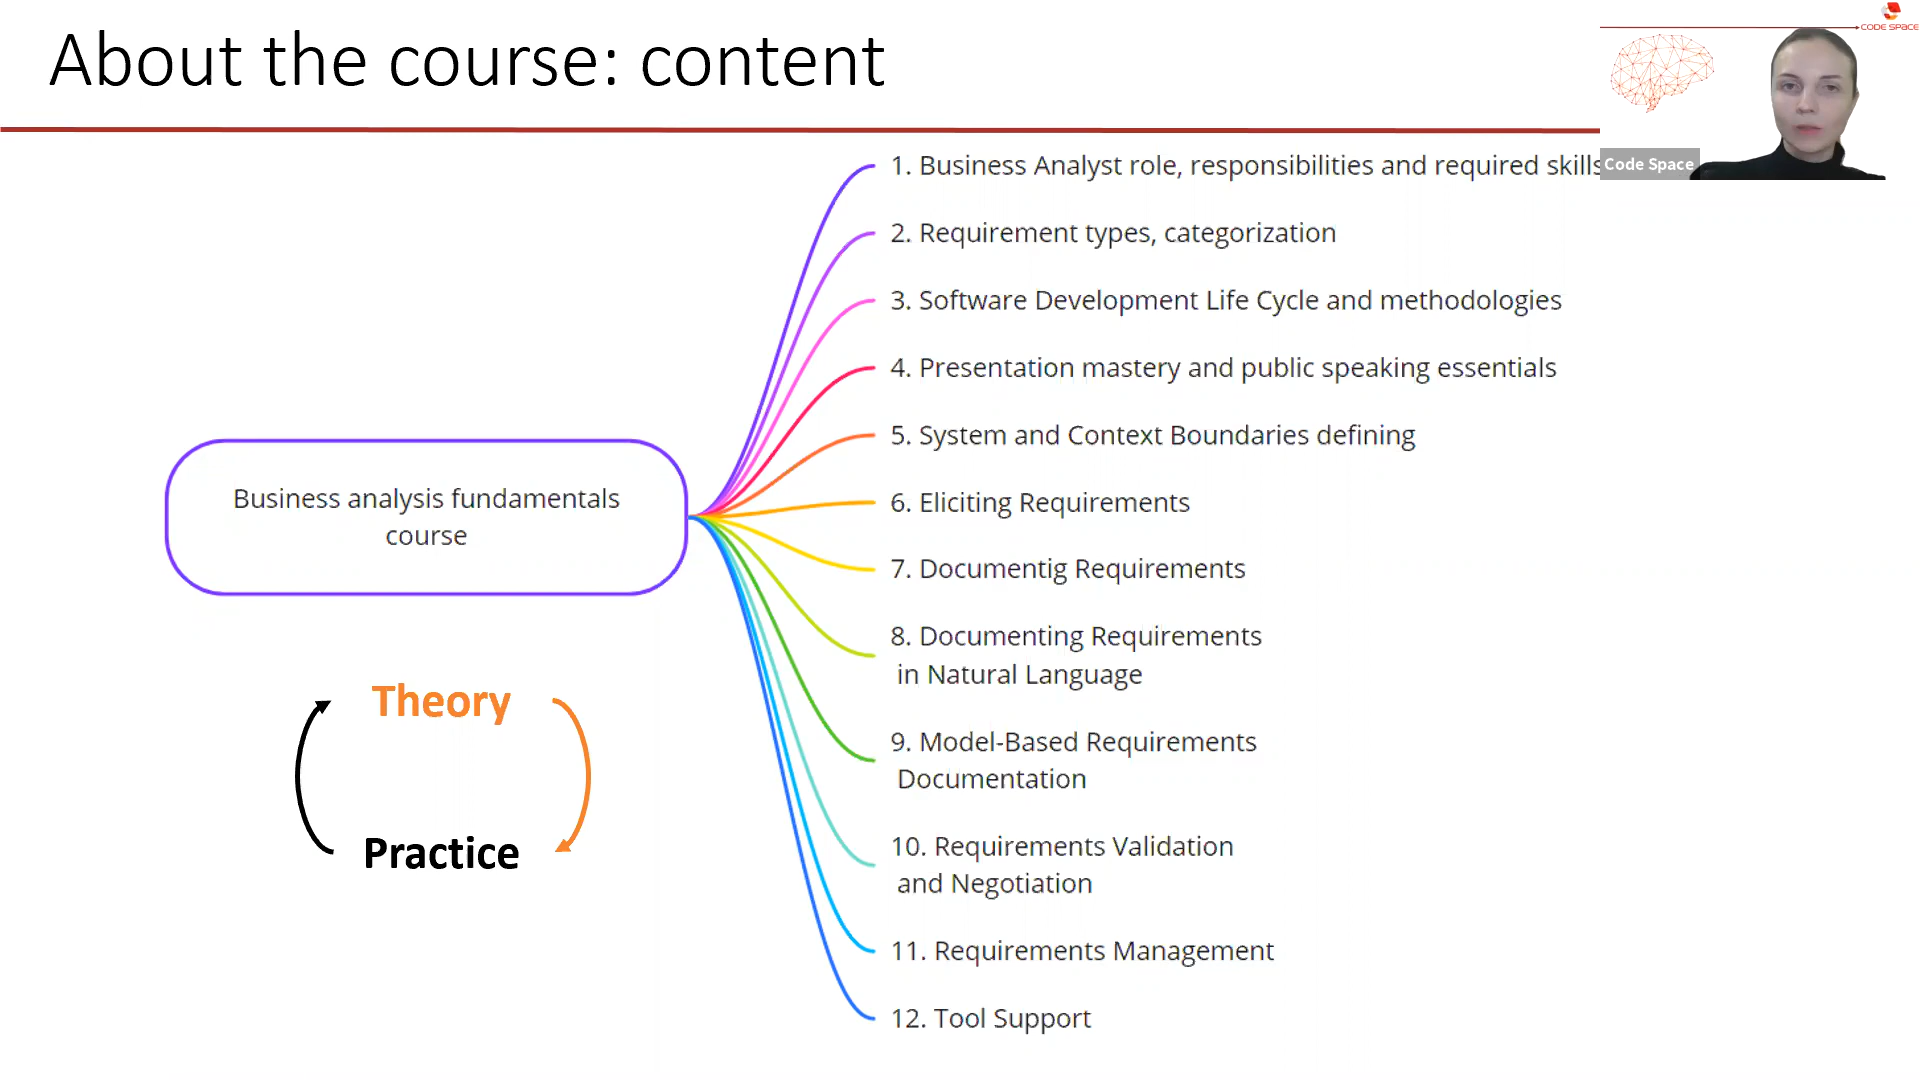 About the course: content
CODE SPACE
Code Space
1. Business Analyst role, responsibilities and required skills
2. Requirement types, categorization
3. Software Development Life Cycle and methodologies
4. Presentation mastery and public speaking essentials
5. System and Context Boundaries defining
6. Eliciting Requirements
7. Documentig Requirements
8. Documenting Requirements
in Natural Language
9. Model-Based Requirements
Documentation
10. Requirements Validation
and Negotiation
11. Requirements Management
12. Tool Support
Business analysis fundamentals
course
Theory
Practice